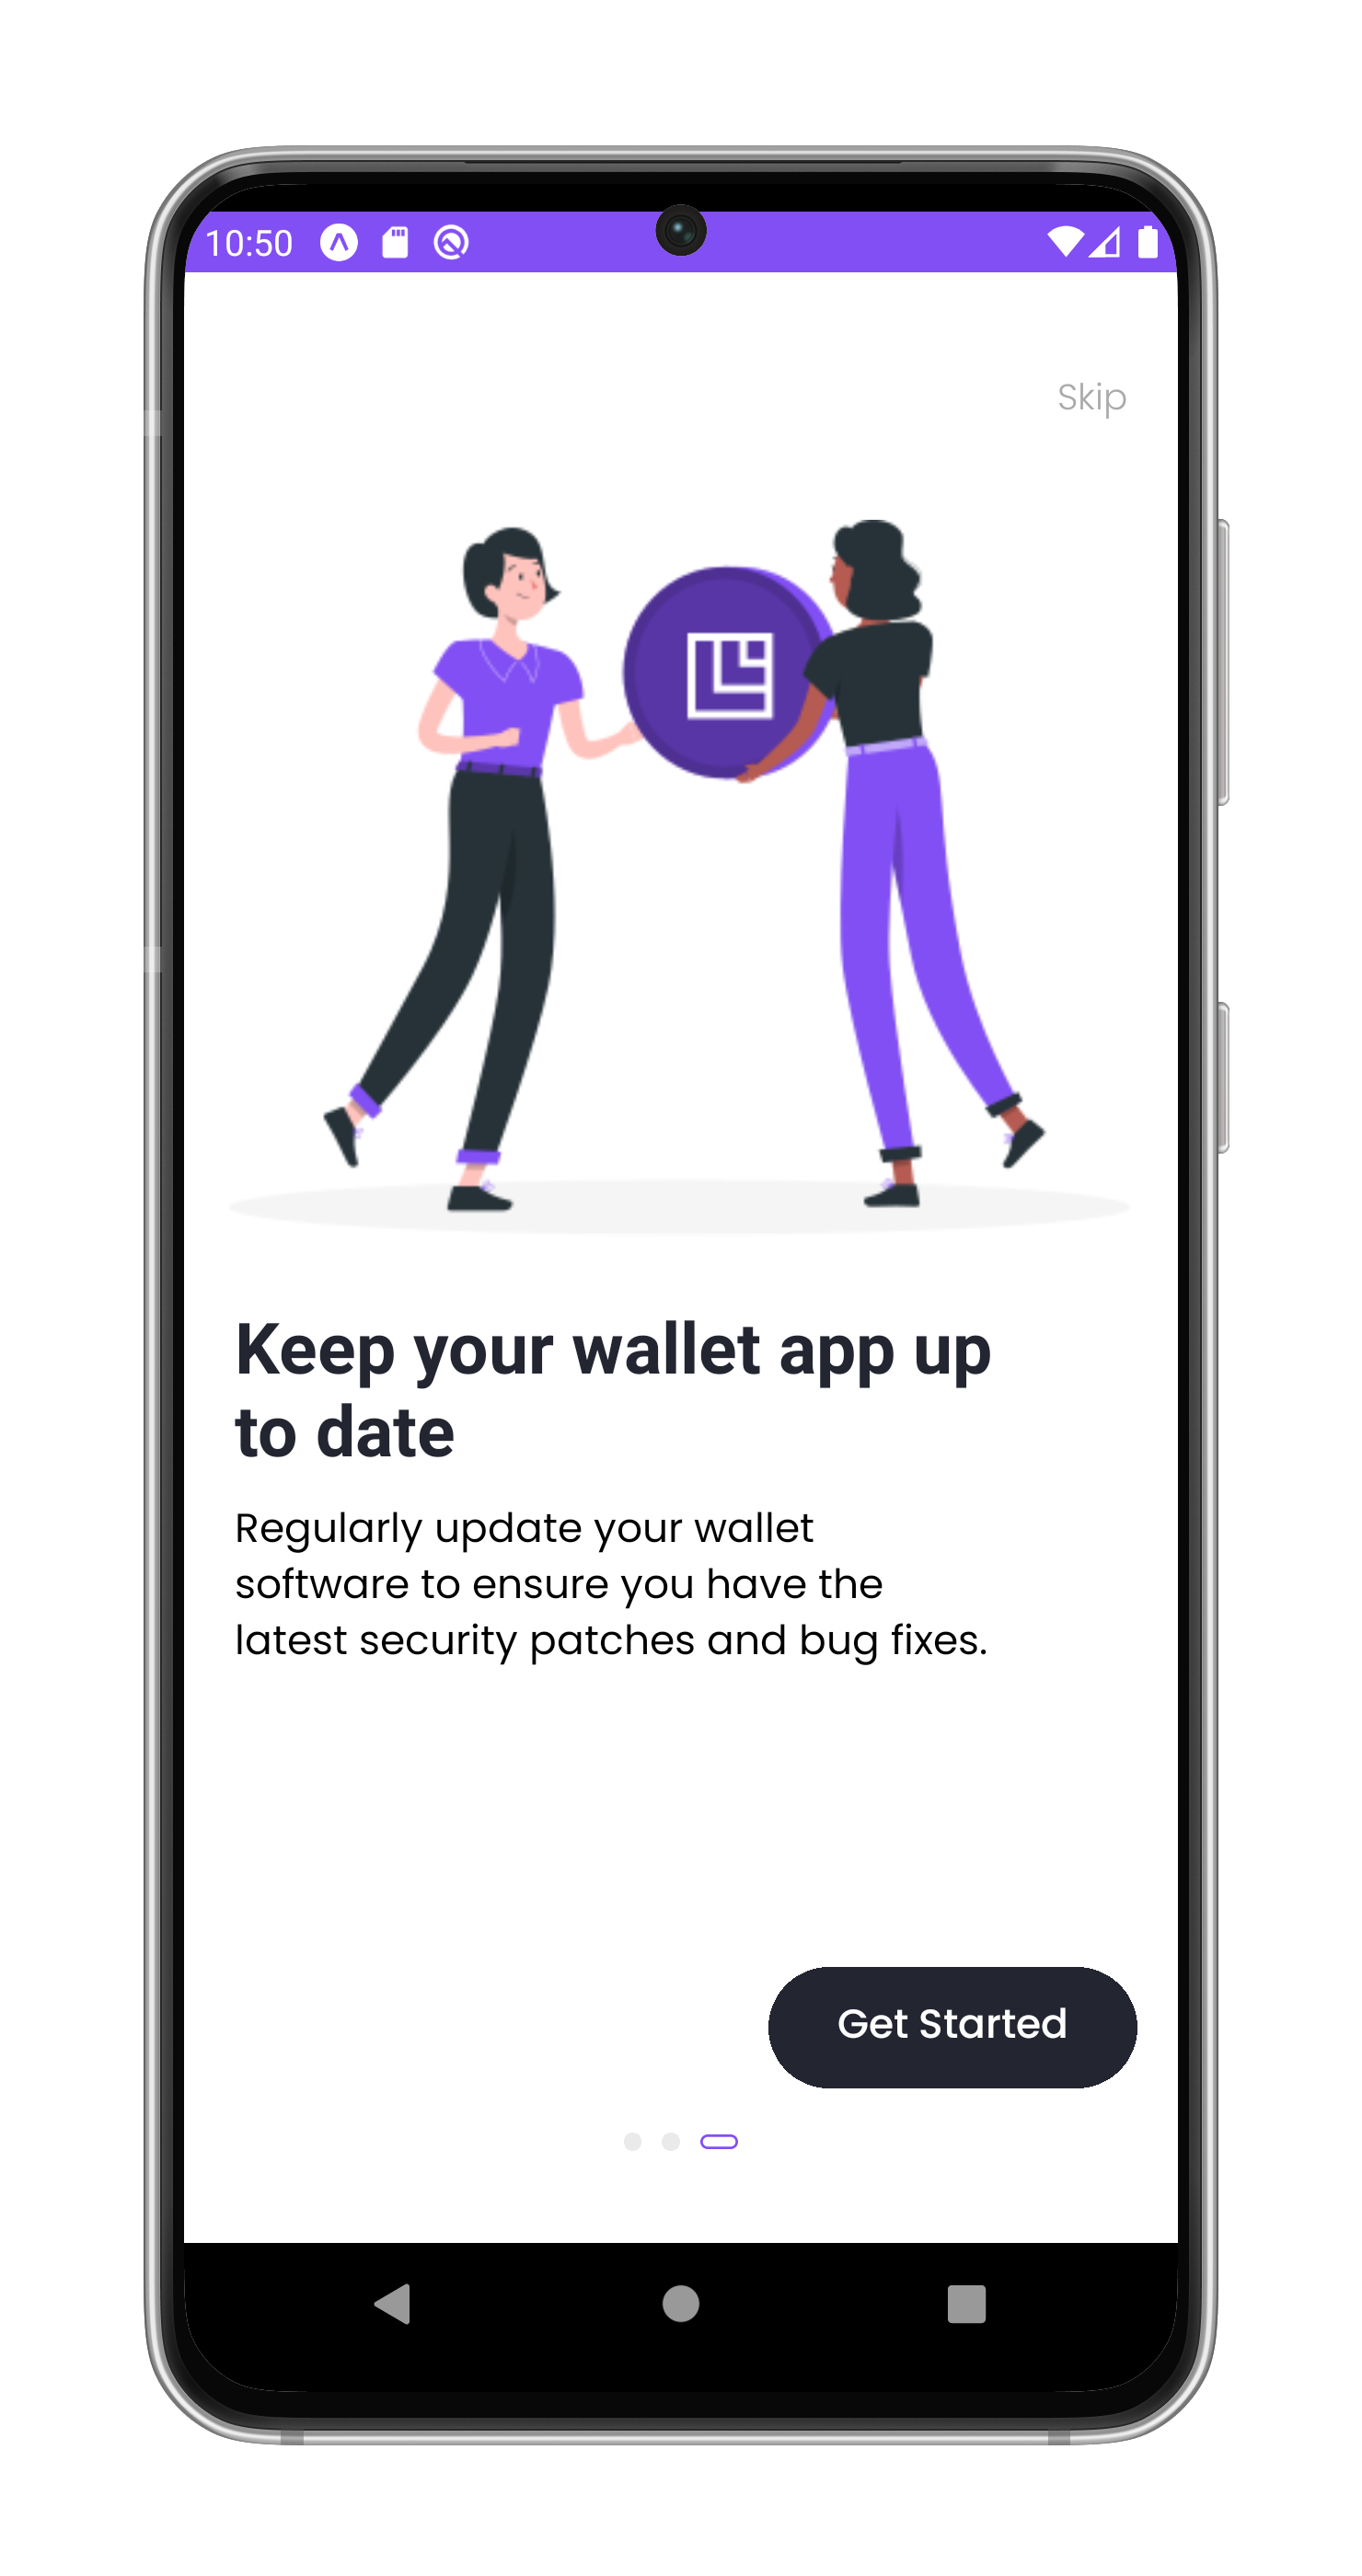 10:50
Skip
Keep your wallet app up
to date
Regularly update your wallet
software to ensure you have the
latest security patches and bug fixes.
Get Started